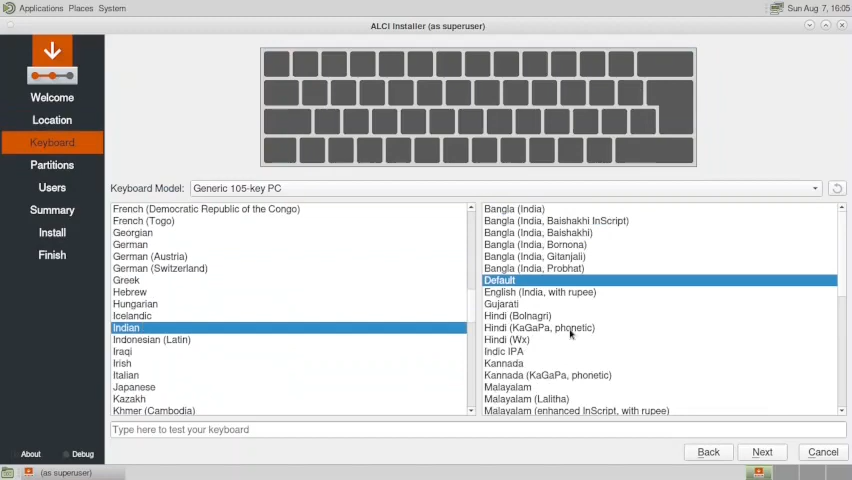 Applications Places System
Sun Aug 7, 16:05
ALCI Installer (as superuser)
Welcome
Location
Keyboard
Partitions
Users
Summary
Install
Finish
About
Debug
Keyboard Model: Generic 105-key PC
French (Democratic Republic of the Congo)
French (Togo)
Georgian
German
German (Austria)
German (Switzerland)
Greek
Hebrew
Hungarian
Icelandic
Indian
Indonesian (Latin)
Iraqi
Irish
Italian
Japanese
Kazakh
Khmer (Cambodia)
Bangla (India)
Bangla (India, Baishakhi InScript)
Bangla (India, Baishakhi)
Bangla (India, Bornona)
Bangla (India, Gitanjali)
Bangla (India, Probhat)
Default
English (India, with rupee)
Gujarati
Hindi (Bolnagri)
Hindi (KaGaPa, phonetic)
Hindi (Wx)
Indic IPA
Kannada
Kannada (KaGaPa, phonetic)
Malayalam
Malayalam (Lalitha)
Malayalam (enhanced InScript, with rupee)
Type here to test your keyboard
Back
Next
Cancel
(as superuser)